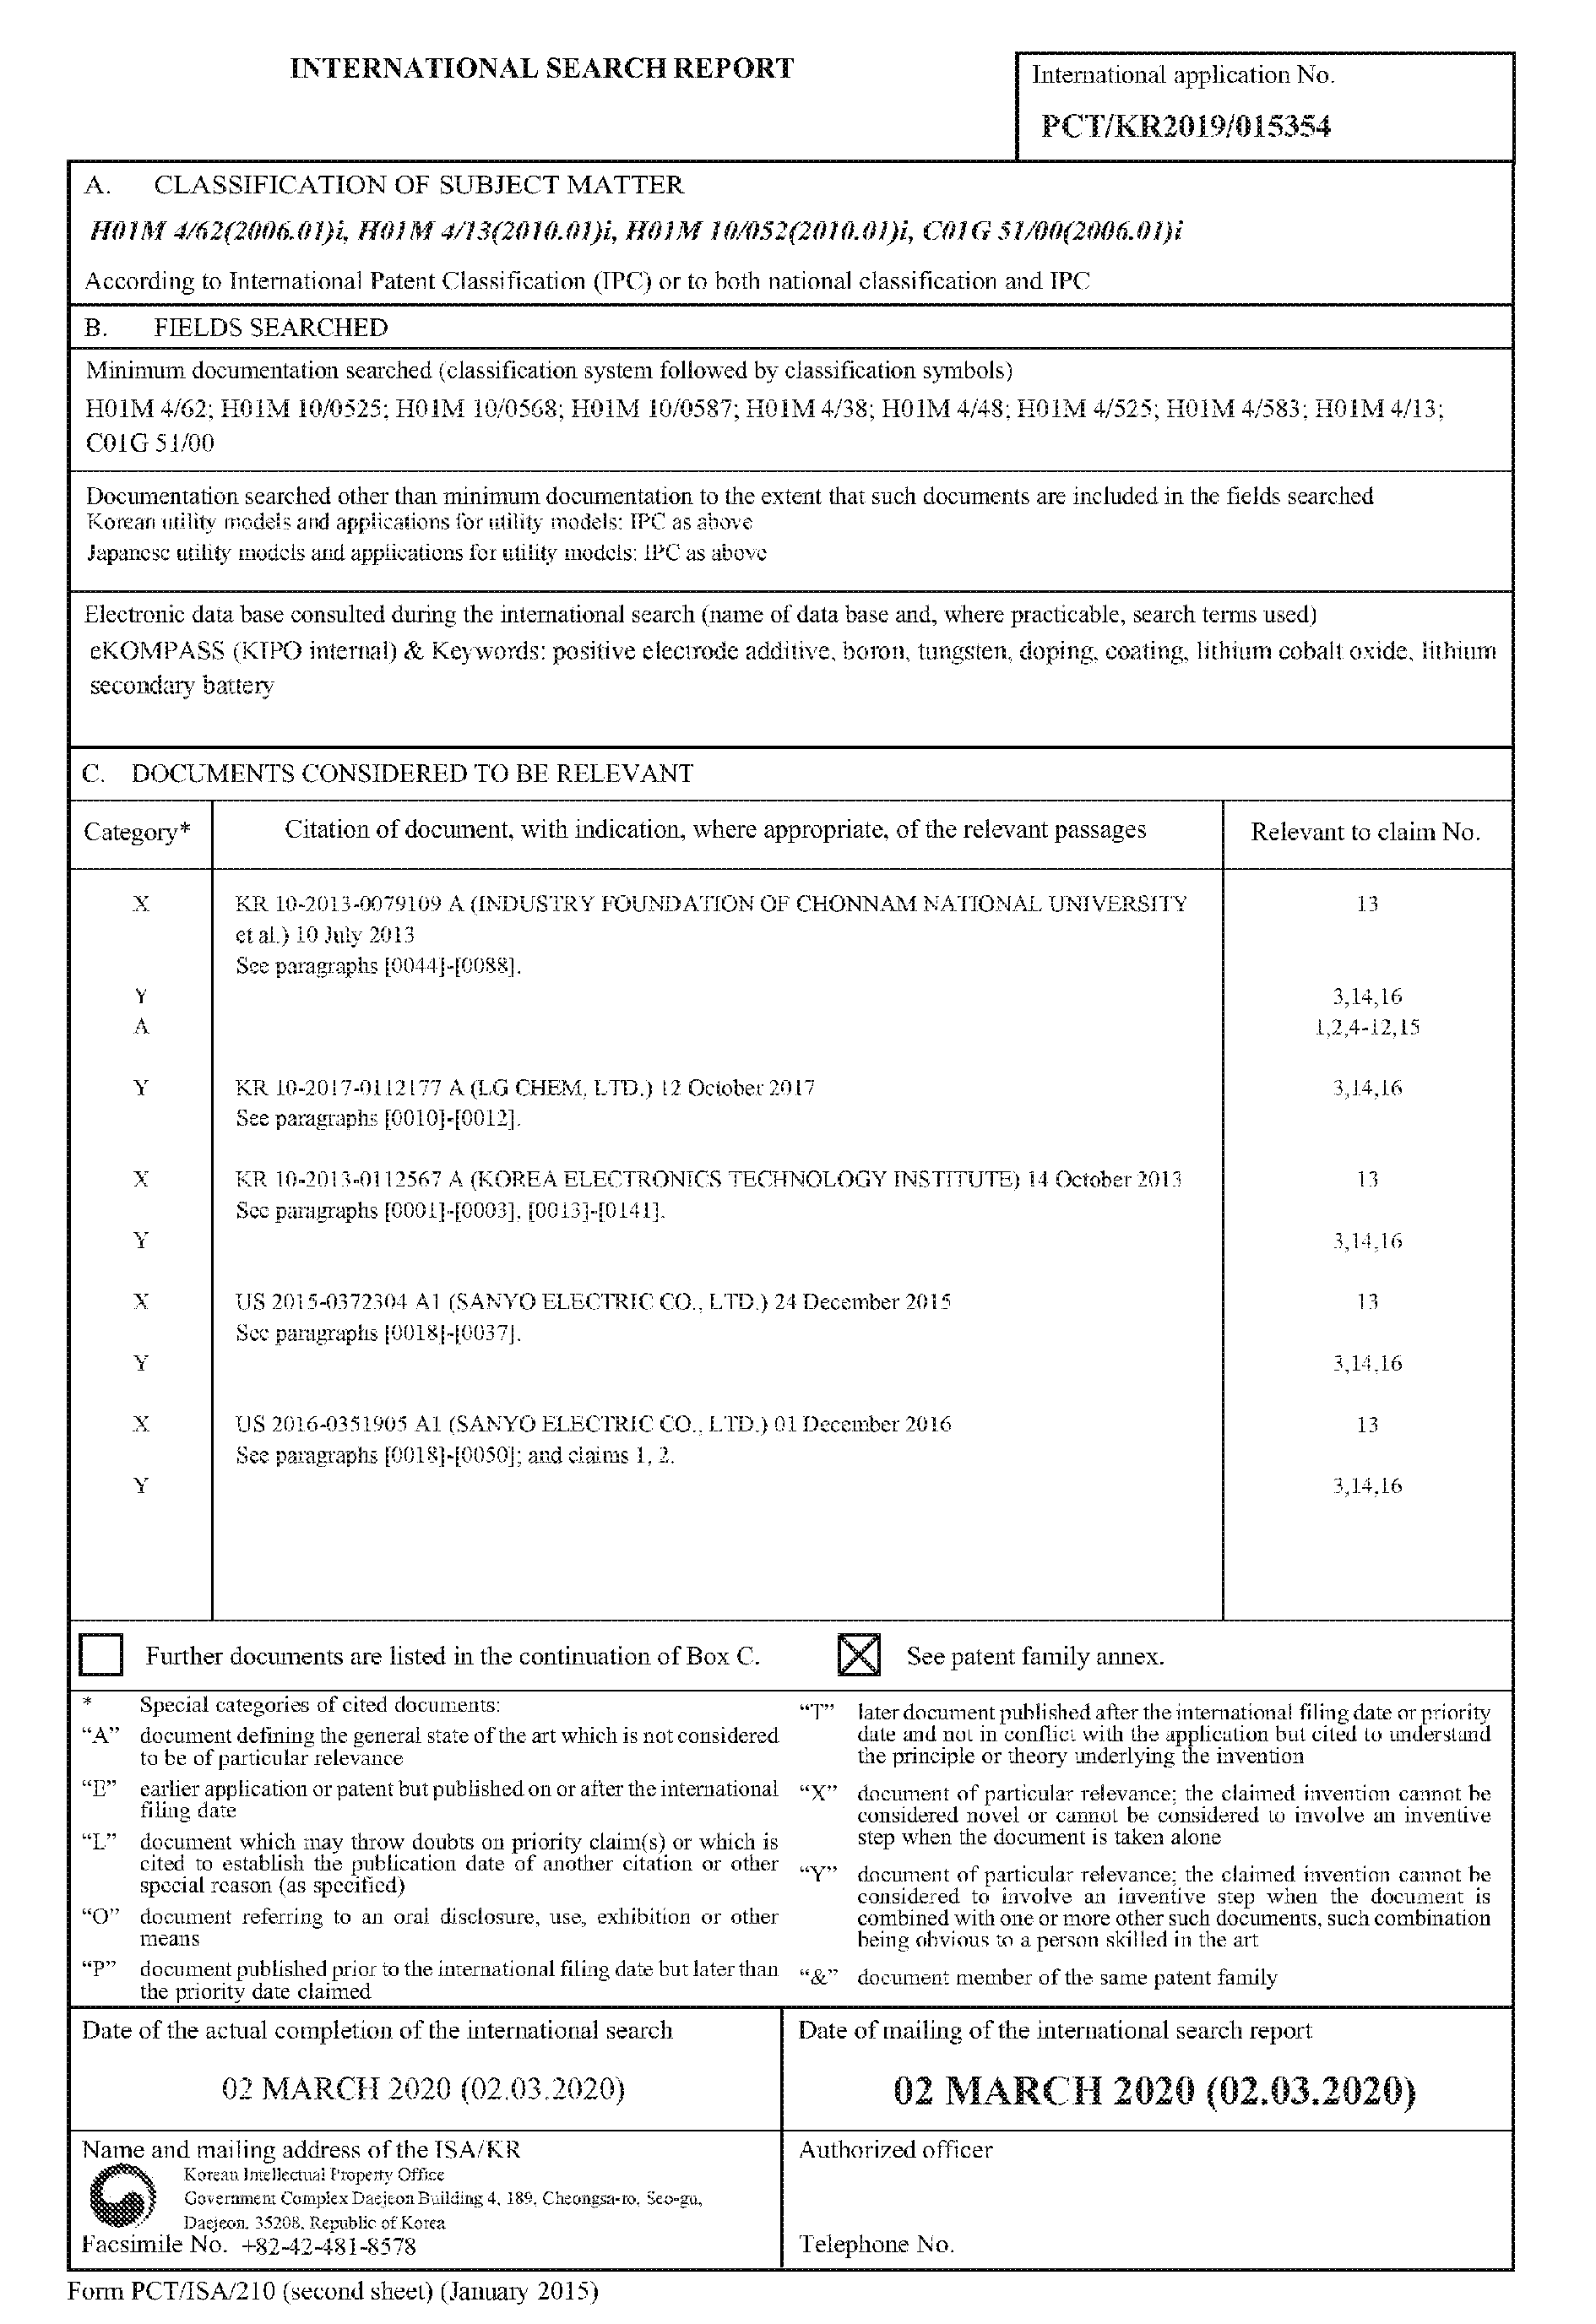 INTERNATIONAL SEARCH REPORT
International application No.
PCT/KR2019/015354
A. CLASSIFICATION OF SUBJECT MATTER
H01M 4/62(2006.01)i, H01M 4/13(2010.01)i, H01M 10/052(2010.01)i, C01G 51/00(2006.01)i
According to International Patent Classification (IPC) or to both national classification and IPC
B. FIELDS SEARCHED
Minimum documentation searched (classification system followed by classification symbols)
H01M 4/62; H01M 10/0525; H01M 10/0568; H01M 10/0587; H01M 4/38; H01M 4/48; H01M 4/525; H01M 4/583; H01M 4/13;
C01G 51/00
Documentation searched other than minimum documentation to the extent that such documents are included in the fields searched
Korean utility models and applications for utility models: IPC as above
Japanese utility models and applications for utility models: IPC as above
Electronic data base consulted during the international search (name of data base and, where practicable, search terms used)
eKOMPASS (KIPO internal) & Keywords: positive electrode additive, boron, tungsten, doping, coating, lithium cobalt oxide, lithium
secondary battery
C. DOCUMENTS CONSIDERED TO BE RELEVANT
Category* Citation of document, with indication, where appropriate, of the relevant passages Relevant to claim No.
X KR 10-2013-0079109 A (INDUSTRY FOUNDATION OF CHONNAM NATIONAL UNIVERSITY 13
et al.) 10 July 2013
See paragraphs [0044]-[0088].
Y 3,14,16
A 1,2,4-12,15
Y KR 10-2017-0112177 A (LG CHEM, LTD.) 12 October 2017 3,14,16
See paragraphs [0010]-[0012].
X KR 10-2013-0112567 A (KOREA ELECTRONICS TECHNOLOGY INSTITUTE) 14 October 2013 13
See paragraphs [0001]-[0003], [0013]-[0141].
Y 3,14,16
X US 2015-0372304 A1 (SANYO ELECTRIC CO., LTD.) 24 December 2015 13
See paragraphs [0018]-[0037].
Y 3,14,16
X US 2016-0351905 A1 (SANYO ELECTRIC CO., LTD.) 01 December 2016 13
See paragraphs [0018]-[0050]; and claims 1, 2.
Y 3,14,16
Further documents are listed in the continuation of Box C.
See patent family annex.
* Special categories of cited documents:
"A" document defining the general state of the art which is not considered
to be of particular relevance
"E" earlier application or patent but published on or after the international
filing date
"L" document which may throw doubts on priority claim(s) or which is
cited to establish the publication date of another citation or other
special reason (as specified)
"O" document referring to an oral disclosure, use, exhibition or other
means
"P" document published prior to the international filing date but later than
the priority date claimed
"T" later document published after the international filing date or priority
date and not in conflict with the application but cited to understand
the principle or theory underlying the invention
"X" document of particular relevance; the claimed invention cannot be
considered novel or cannot be considered to involve an inventive
step when the document is taken alone
"Y" document of particular relevance; the claimed invention cannot be
considered to involve an inventive step when the document is
combined with one or more other such documents, such combination
being obvious to a person skilled in the art
"&" document member of the same patent family
Date of the actual completion of the international search
02 MARCH 2020 (02.03.2020)
Date of mailing of the international search report
02 MARCH 2020 (02.03.2020)
Name and mailing address of the ISA/KR
Korean Intellectual Property Office
Government Complex Daejeon Building 4, 189, Cheongsa-ro, Seo-gu,
Daejeon, 35208, Republic of Korea
Facsimile No. +82-42-481-8578
Authorized officer
Telephone No.
Form PCT/ISA/210 (second sheet) (January 2015)